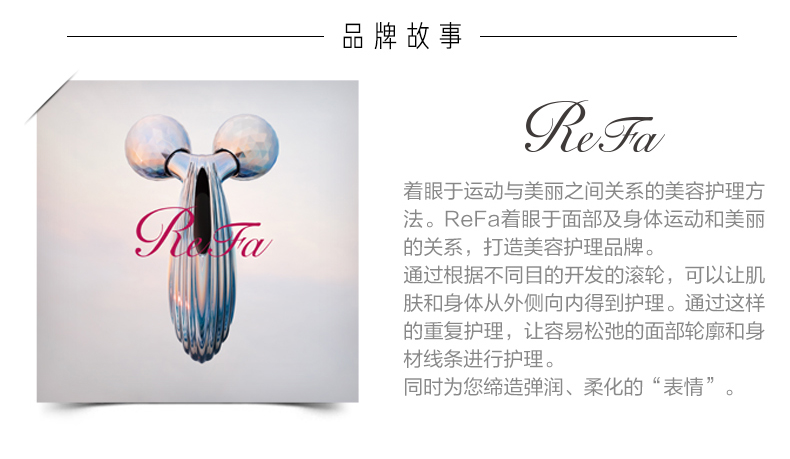 品牌故事
ReFa
ReFa
着眼于运动与美丽之间关系的美容护理方
法。ReFa着眼于面部及身体运动和美丽
的关系，打造美容护理品牌。
通过根据不同目的开发的滚轮，可以让肌
肤和身体从外侧向内得到护理。通过这样
的重复护理，让容易松弛的面部轮廓和身
材线条进行护理。
同时为您缔造弹润、柔化的“表情”。